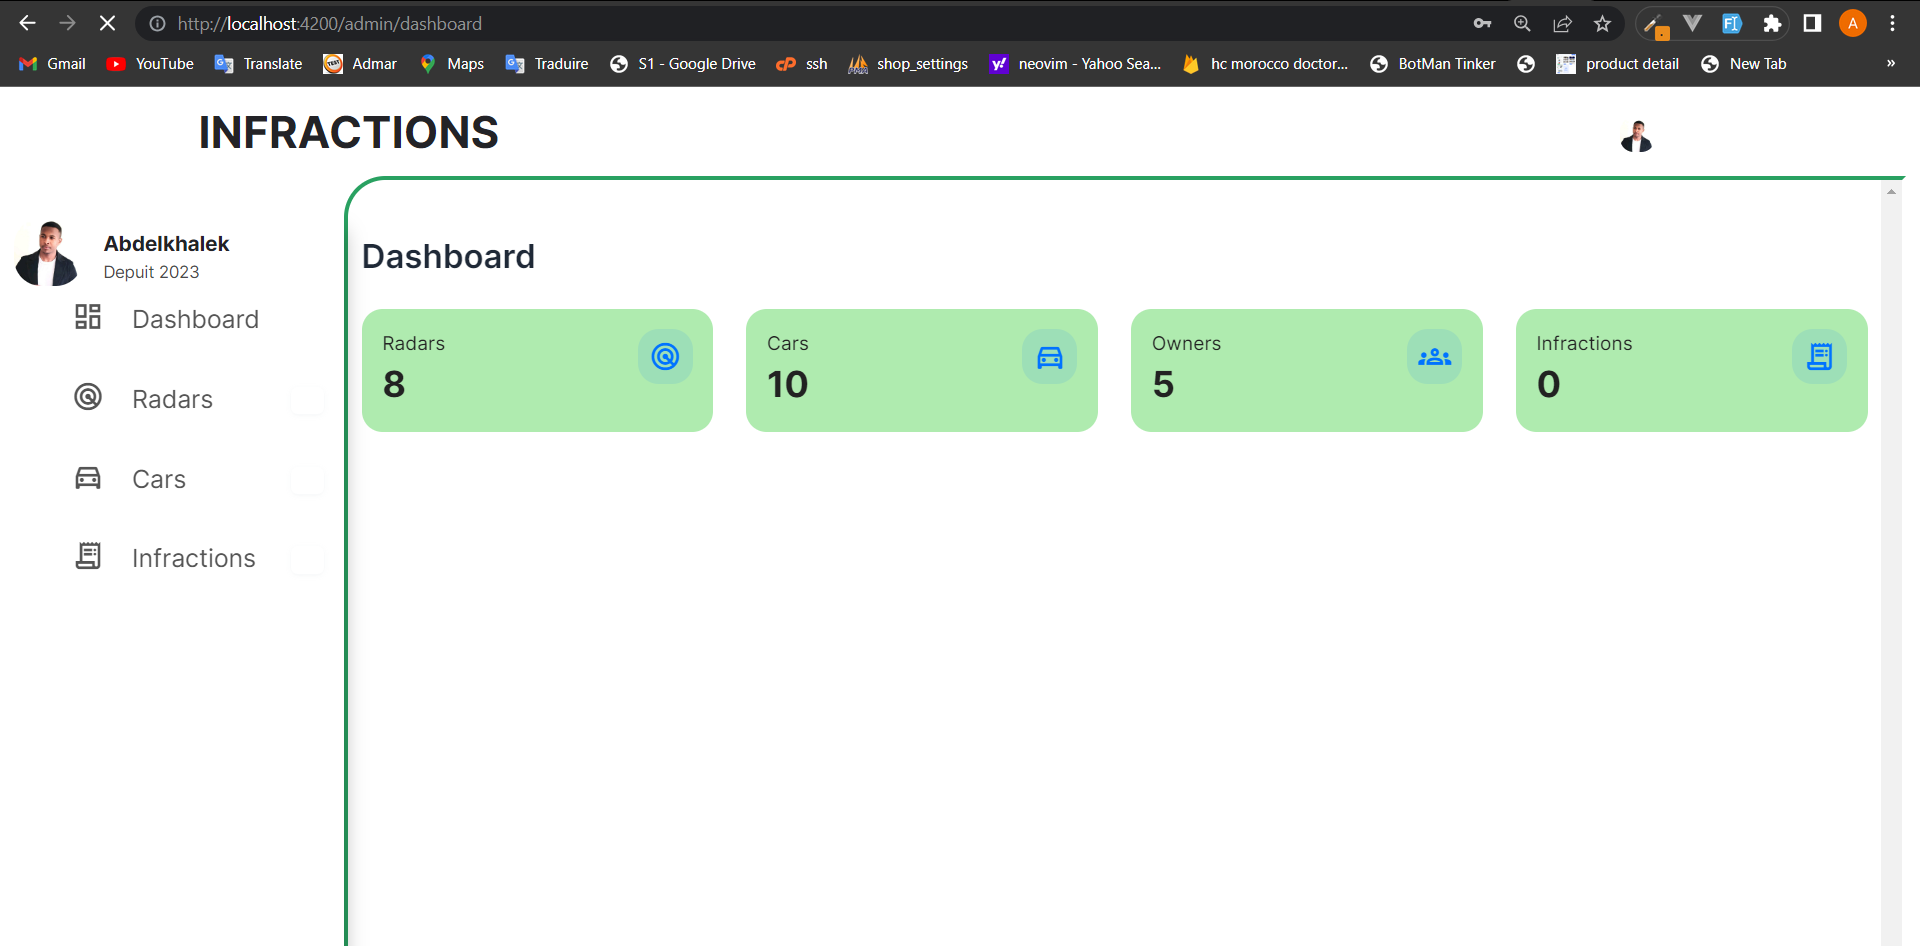 http://localhost:4200/admin/dashboard
A
Gmail YouTube Translate Admar Maps Traduire S1 - Google Drive ssh shop_settings neovim - Yahoo Sea... hc morocco doctor... BotMan Tinker product detail New Tab »
INFRACTIONS
Abdelkhalek
Depuit 2023
Dashboard
Radars
Cars
Infractions
Dashboard
Radars
8
Cars
10
Owners
5
Infractions
0